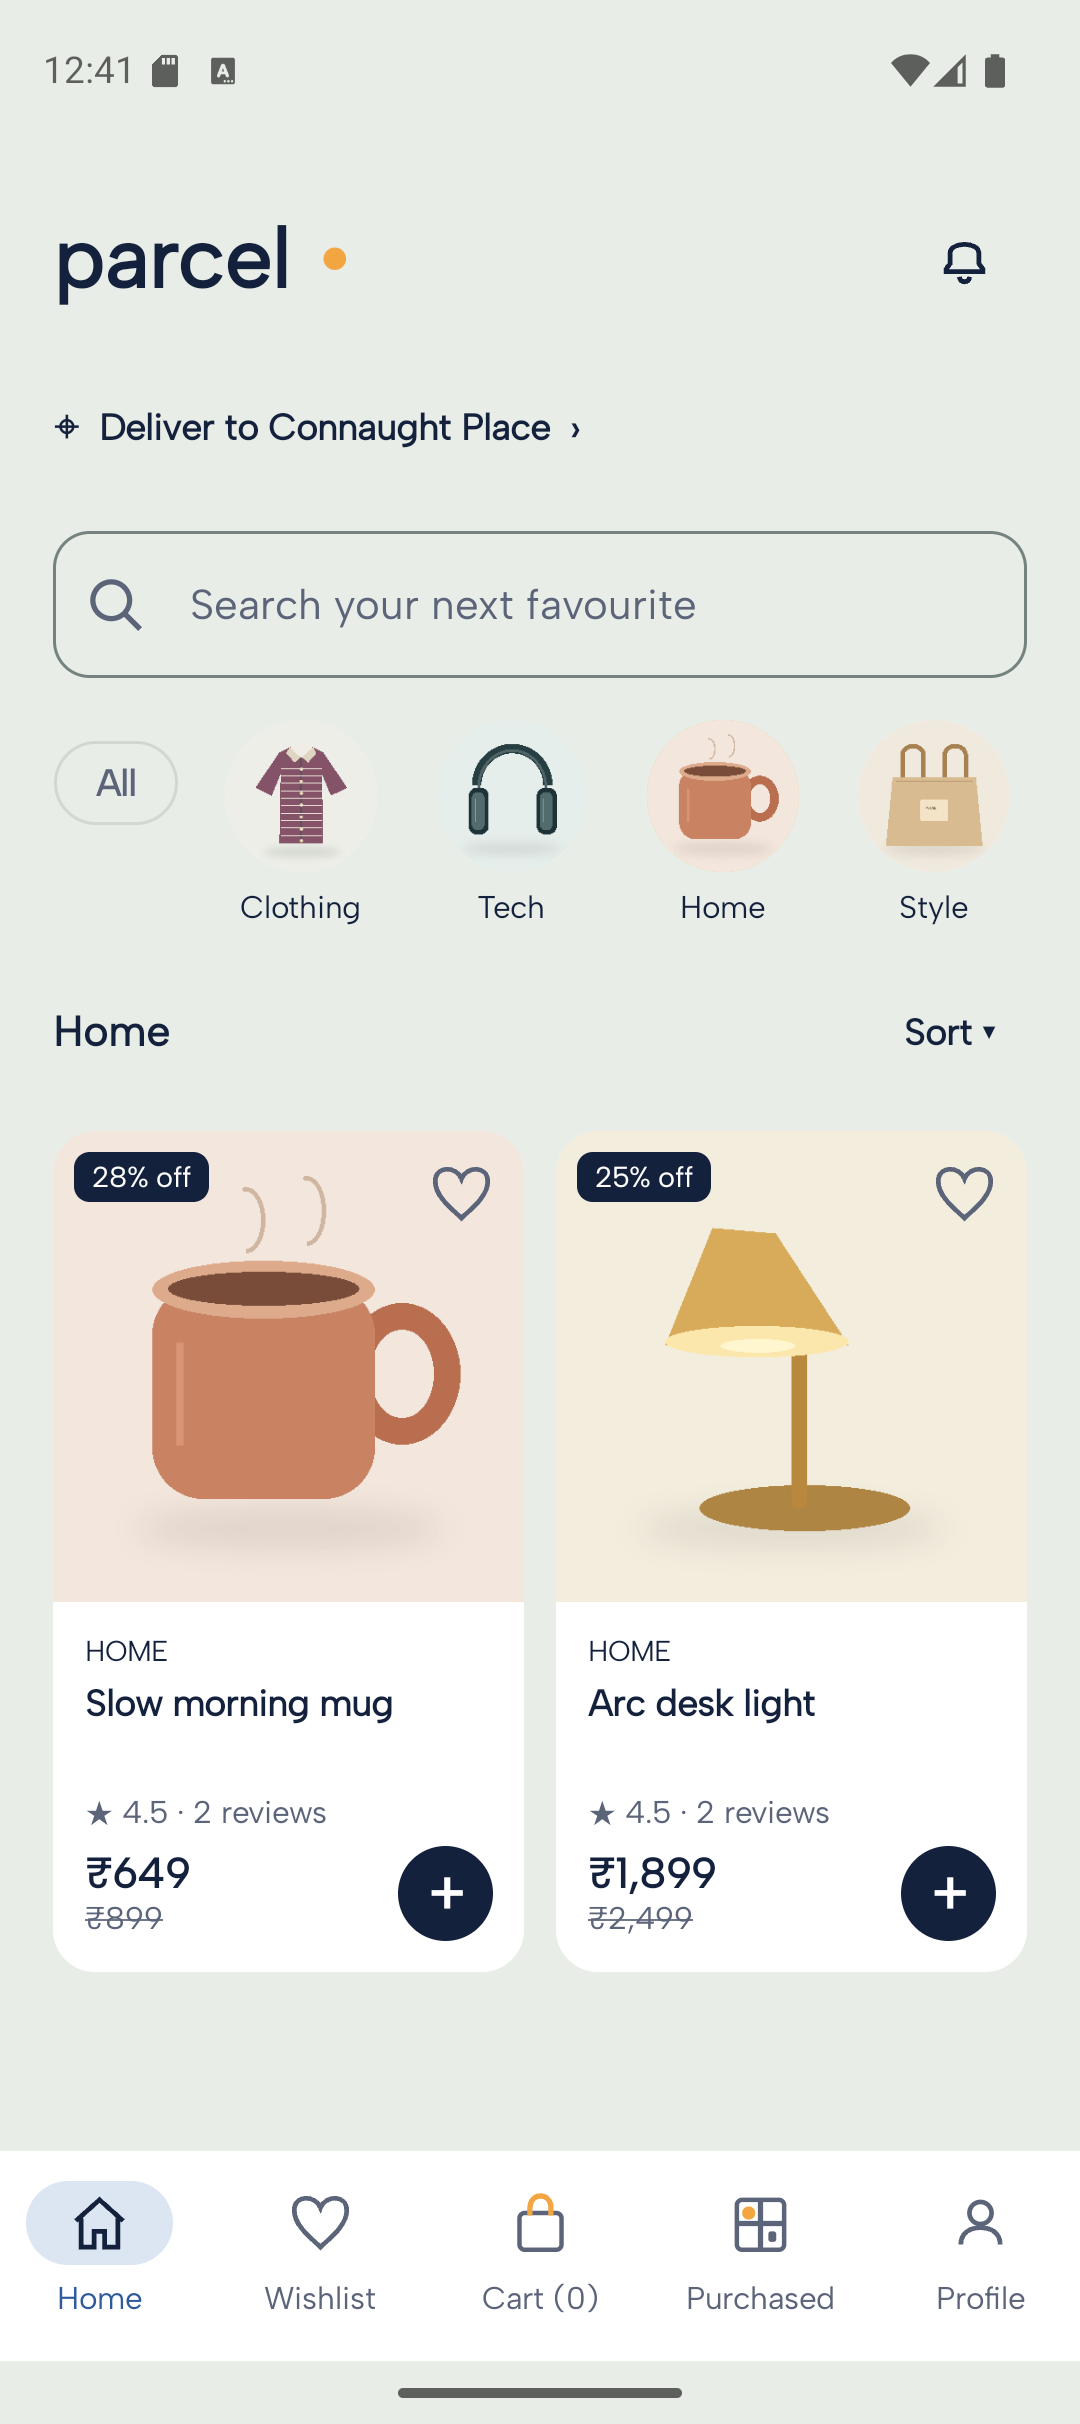 12:41
parcel
Deliver to Connaught Place ›
Search your next favourite
All
Clothing
Tech
Home
Style
Home
Sort ▾
28% off
25% off
HOME
Slow morning mug
★ 4.5 · 2 reviews
₹649
₹899
HOME
Arc desk light
★ 4.5 · 2 reviews
₹1,899
₹2,499
Home
Wishlist
Cart (0)
Purchased
Profile